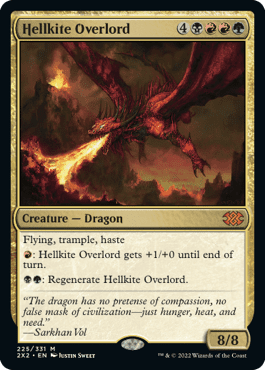 Hellkite Overlord 4
Creature — Dragon
Flying, trample, haste
: Hellkite Overlord gets +1/+0 until end of
turn.
: Regenerate Hellkite Overlord.
"The dragon has no pretense of compassion, no
false mask of civilization—just hunger, heat, and
need."
—Sarkhan Vol
8/8
225/331 M
2X2 • EN JUSTIN SWEET
™ & © 2022 Wizards of the Coast